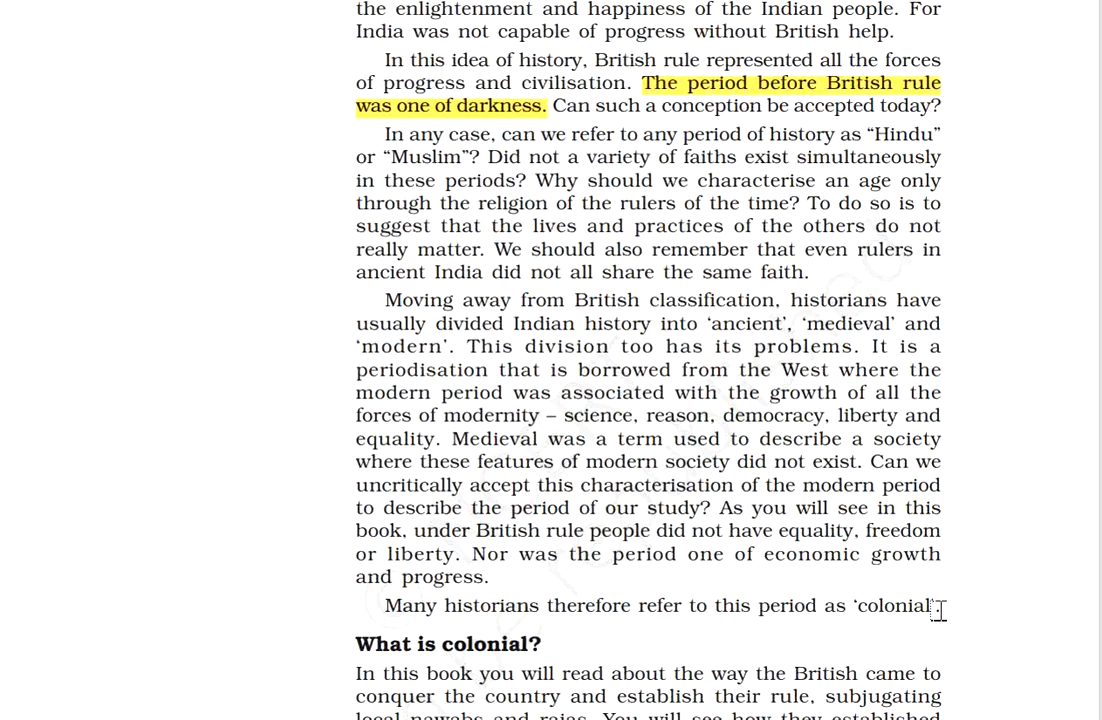 the enlightenment and happiness of the Indian people. For
India was not capable of progress without British help.
In this idea of history, British rule represented all the forces
of progress and civilisation. The period before British rule
was one of darkness. Can such a conception be accepted today?
In any case, can we refer to any period of history as “Hindu”
or “Muslim”? Did not a variety of faiths exist simultaneously
in these periods? Why should we characterise an age only
through the religion of the rulers of the time? To do so is to
suggest that the lives and practices of the others do not
really matter. We should also remember that even rulers in
ancient India did not all share the same faith.
Moving away from British classification, historians have
usually divided Indian history into ‘ancient’, ‘medieval’ and
‘modern’. This division too has its problems. It is a
periodisation that is borrowed from the West where the
modern period was associated with the growth of all the
forces of modernity – science, reason, democracy, liberty and
equality. Medieval was a term used to describe a society
where these features of modern society did not exist. Can we
uncritically accept this characterisation of the modern period
to describe the period of our study? As you will see in this
book, under British rule people did not have equality, freedom
or liberty. Nor was the period one of economic growth
and progress.
Many historians therefore refer to this period as ‘colonial’.
What is colonial?
In this book you will read about the way the British came to
conquer the country and establish their rule, subjugating
local nawabs and rajas. You will see how they established